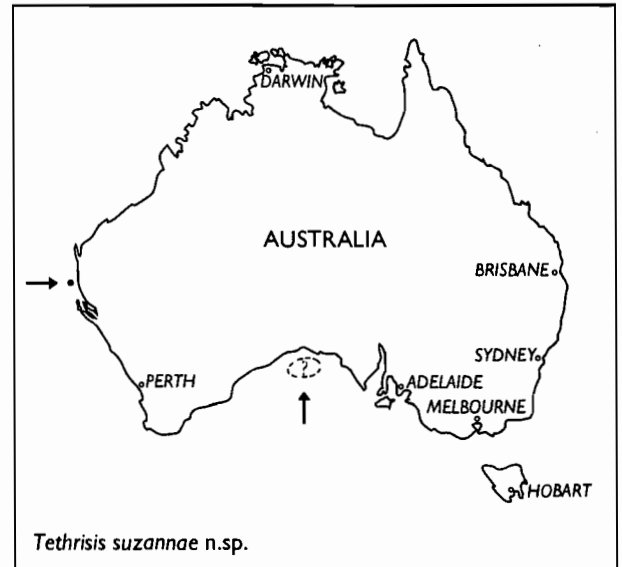 DARWIN
AUSTRALIA
BRISBANE
SYDNEY
PERTH
?
ADELAIDE
MELBOURNE
HOBART
Tethrisis suzannae n.sp.